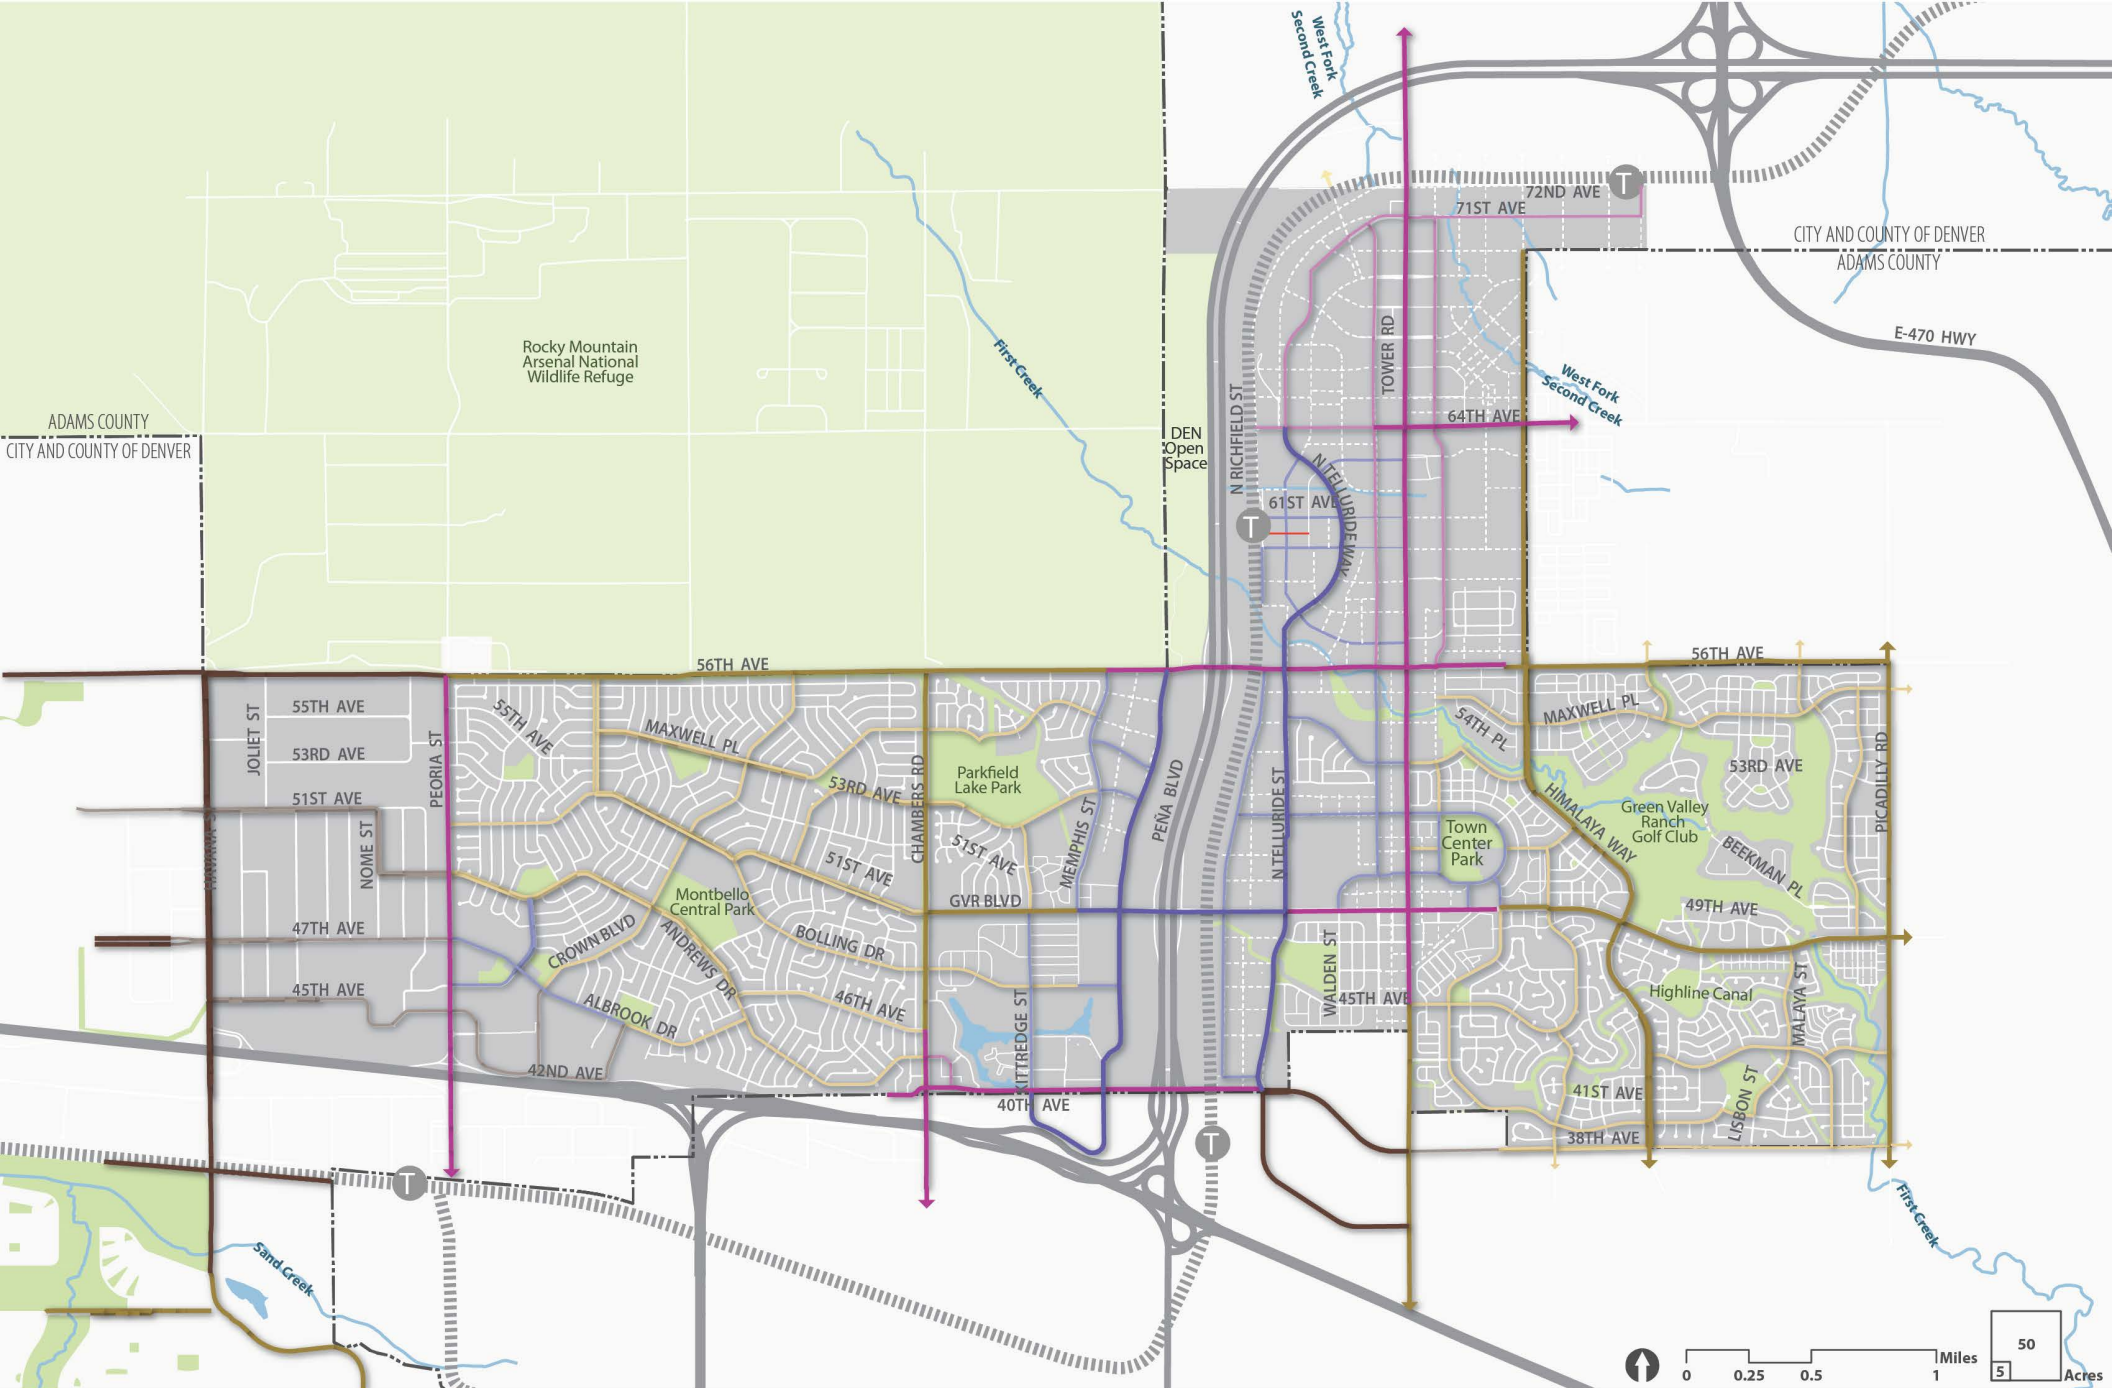 West Fork
Second Creek
T
72ND AVE
71ST AVE
CITY AND COUNTY OF DENVER
ADAMS COUNTY
E-470 HWY
Rocky Mountain
Arsenal National
Wildlife Refuge
First Creek
TOWER RD
West Fork
Second Creek
ADAMS COUNTY
CITY AND COUNTY OF DENVER
DEN
Open
Space
N RICHFIELD ST
64TH AVE
N TELLURIDE WAY
61ST AVE
T
56TH AVE
56TH AVE
JOLIET ST
55TH AVE
55TH AVE
MAXWELL PL
MAXWELL PL
54TH PL
53RD AVE
PEORIA ST
53RD AVE
CHAMBERS RD
Parkfield
Lake Park
PEÑA BLVD
N TELLURIDE ST
53RD AVE
PICADILLY RD
51ST AVE
HAVANA ST
NOME ST
51ST AVE
51ST AVE
MEMPHIS ST
Town
Center
Park
HIMALAYA WAY
Green Valley
Ranch
Golf Club
BEEKMAN PL
Montbello
Central Park
GVR BLVD
49TH AVE
47TH AVE
CROWN BLVD
ANDREWS DR
BOLLING DR
WALDEN ST
45TH AVE
ALBROOK DR
46TH AVE
KITTREDGE ST
45TH AVE
Highline Canal
MALAYA ST
42ND AVE
40TH AVE
41ST AVE
LISBON ST
38TH AVE
T
T
Sand Creek
First Creek
0
0.25
0.5
1
Miles
50
5
Acres